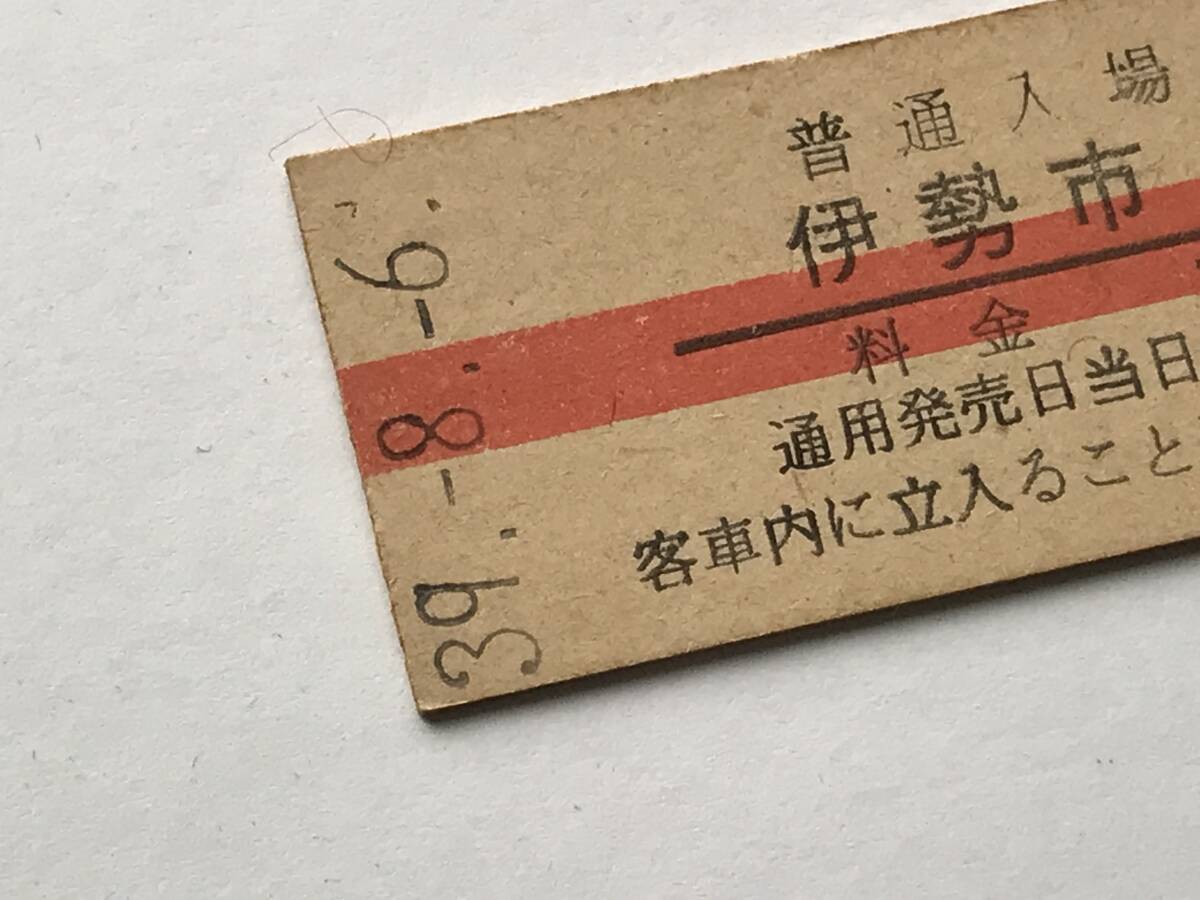 普通入場
伊勢市
料金
通用発売日当日
客車内に立入ること
39.-8.-6.